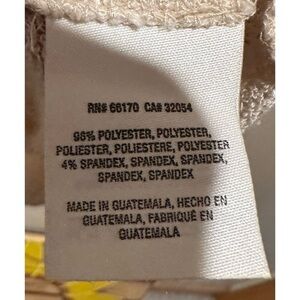 RN# 66170 CA# 32054
96% POLYESTER, POLYESTER,
POLIESTER, POLIESTERE, POLYESTER
4% SPANDEX, SPANDEX, SPANDEX,
SPANDEX, SPANDEX
MADE IN GUATEMALA, HECHO EN
GUATEMALA, FABRIQUÉ EN
GUATEMALA